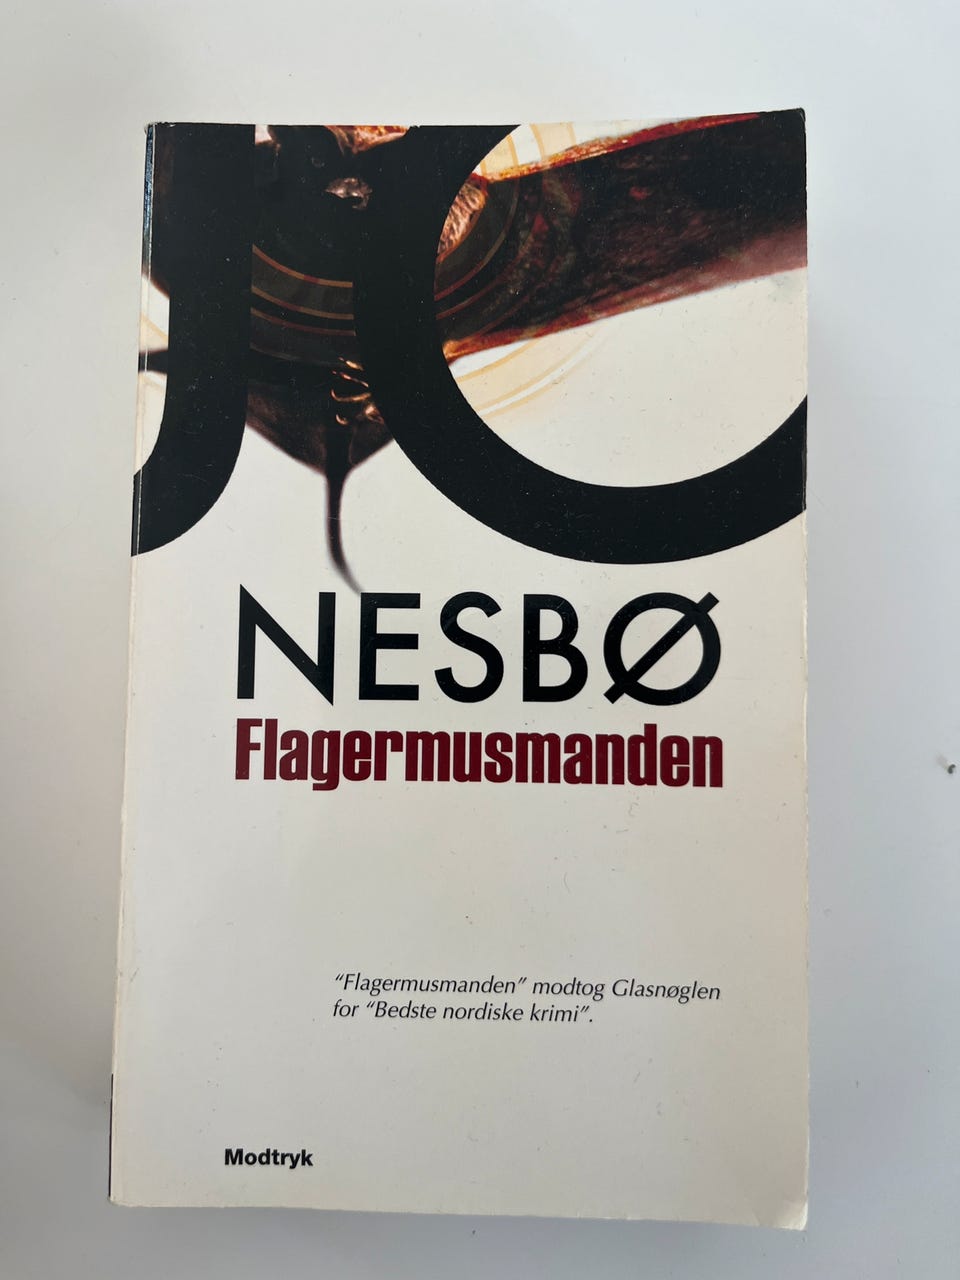 JO
NESBØ
Flagermusmanden
“Flagermusmanden” modtog Glasnøglen
for “Bedste nordiske krimi”.
Modtryk